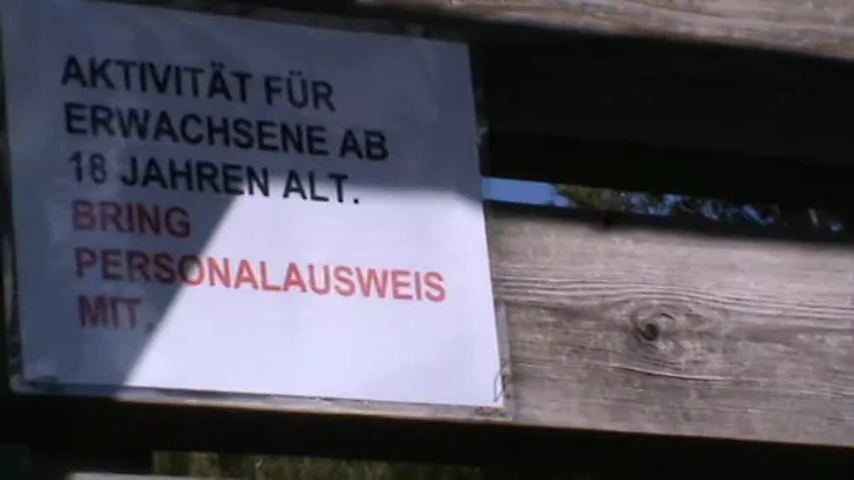 AKTIVITÄT FÜR
ERWACHSENE AB
18 JAHREN ALT.
BRING
PERSONALAUSWEIS
MIT.